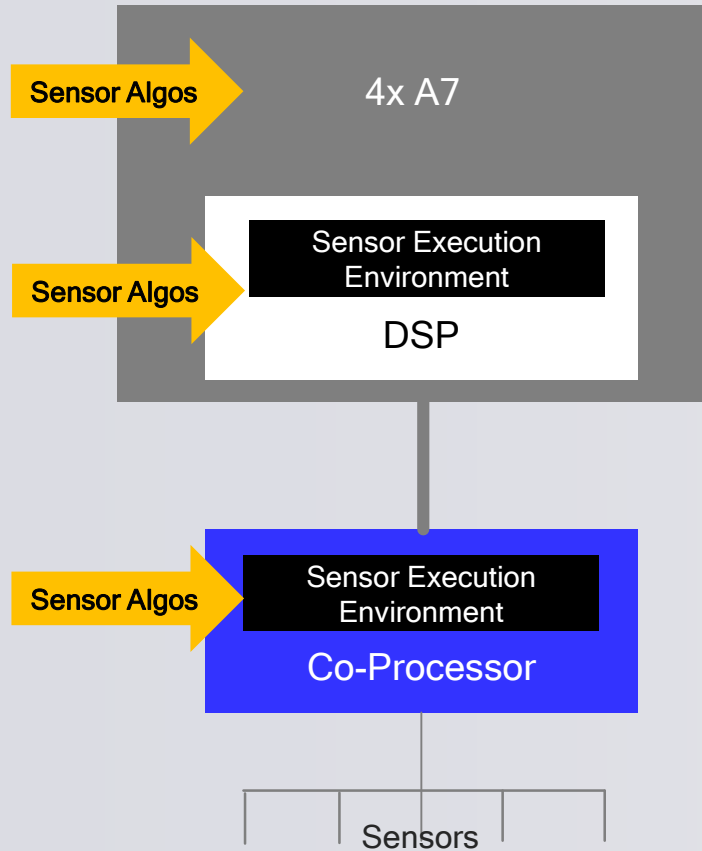 Sensor Algos
4x A7
Sensor Algos
Sensor Execution
Environment
DSP
Sensor Algos
Sensor Execution
Environment
Co-Processor
Sensors